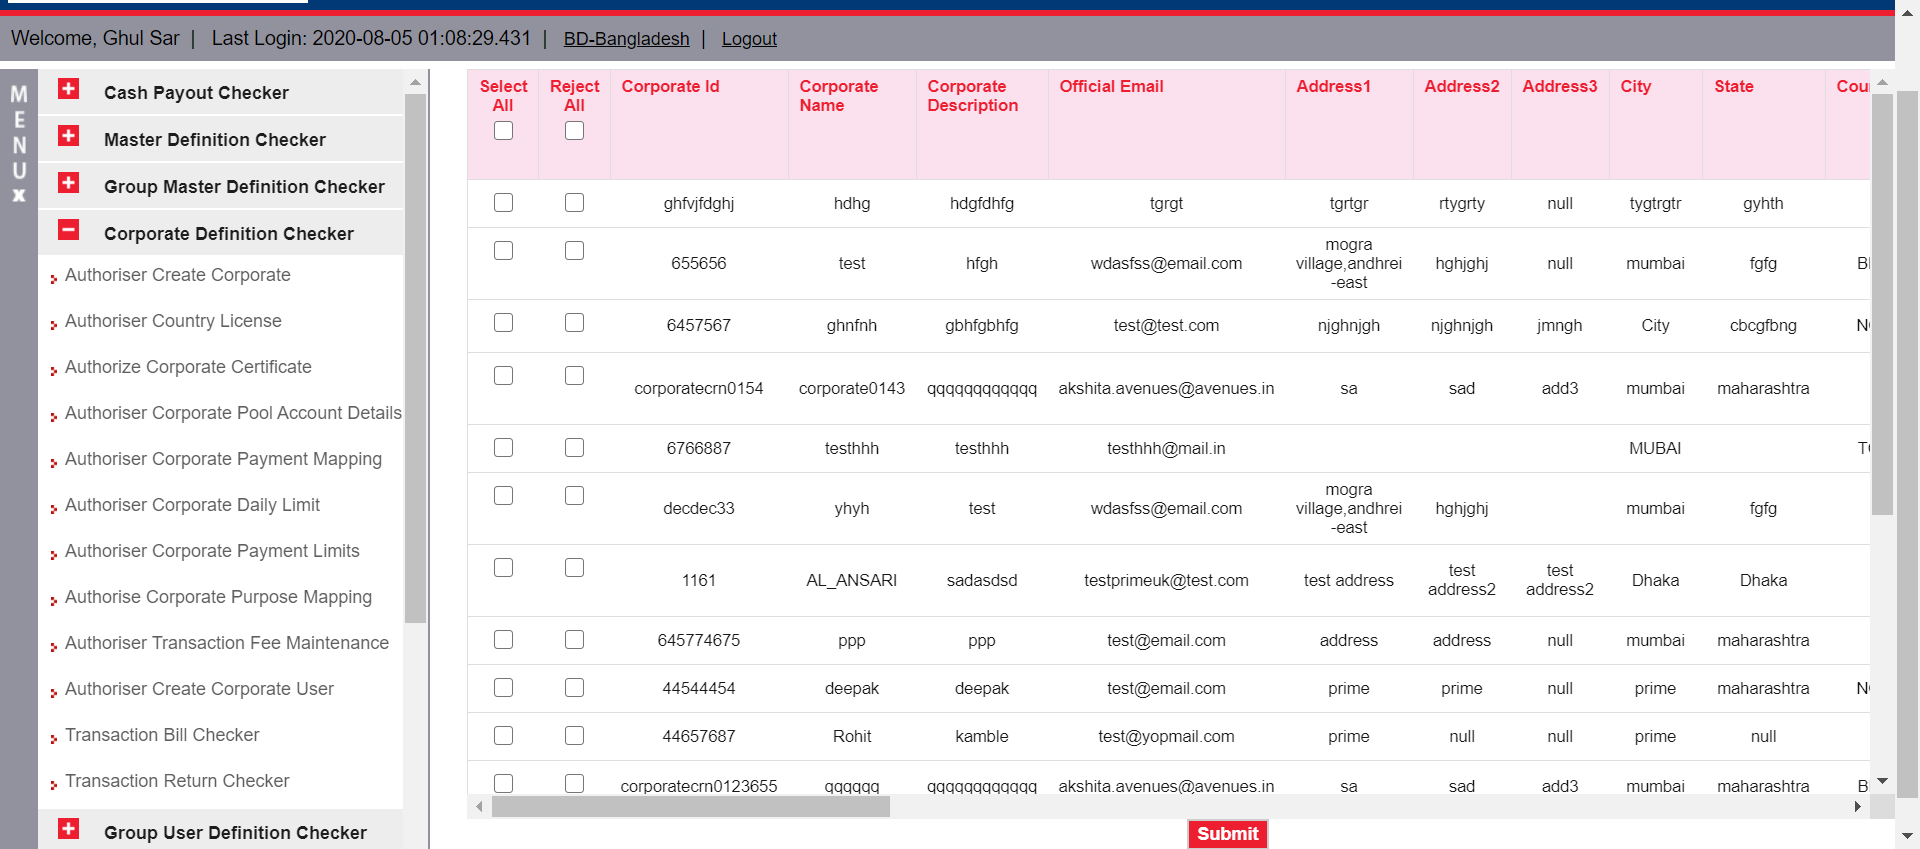 Welcome, Ghul Sar | Last Login: 2020-08-05 01:08:29.431 | BD-Bangladesh | Logout
MENU X
Cash Payout Checker
Master Definition Checker
Group Master Definition Checker
Corporate Definition Checker
Authoriser Create Corporate
Authoriser Country License
Authorize Corporate Certificate
Authoriser Corporate Pool Account Details
Authoriser Corporate Payment Mapping
Authoriser Corporate Daily Limit
Authoriser Corporate Payment Limits
Authorise Corporate Purpose Mapping
Authoriser Transaction Fee Maintenance
Authoriser Create Corporate User
Transaction Bill Checker
Transaction Return Checker
Group User Definition Checker
Select All Reject All Corporate Id Corporate Name Corporate Description Official Email Address1 Address2 Address3 City State Cou
ghfvjfdghj hdhg hdgfdhfg tgrgt tgrtgr rtygrty null tygtrgtr gyhth
655656 test hfgh wdasfss@email.com mogra village,andhrei-east hghjghj null mumbai fgfg
6457567 ghnfnh gbhfgbhfg test@test.com njghnjgh njghnjgh jmngh City cbcgfbng
corporatecrn0154 corporate0143 qqqqqqqqqqqq akshita.avenues@avenues.in sa sad add3 mumbai maharashtra
6766887 testhhh testhhh testhhh@mail.in MUBAI
decdec33 yhyh test wdasfss@email.com mogra village,andhrei-east hghjghj mumbai fgfg
1161 AL_ANSARI sadasdsd testprimeuk@test.com test address test address2 test address2 Dhaka Dhaka
645774675 ppp ppp test@email.com address address null mumbai maharashtra
44544454 deepak deepak test@email.com prime prime null prime maharashtra
44657687 Rohit kamble test@yopmail.com prime null null prime null
corporatecrn0123655 qqqqqq qqqqqqqqqqqq akshita.avenues@avenues.in sa sad add3 mumbai maharashtra
Submit